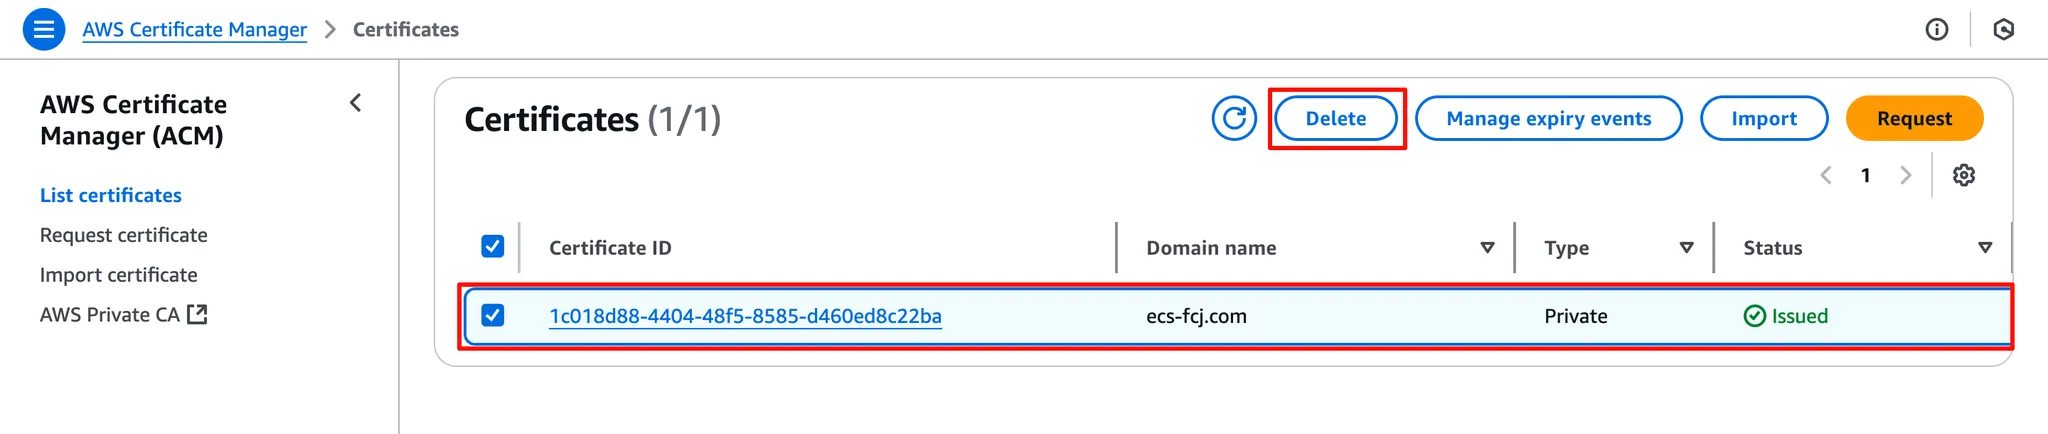 AWS Certificate Manager > Certificates
AWS Certificate
Manager (ACM)
List certificates
Request certificate
Import certificate
AWS Private CA
Certificates (1/1)
Delete
Manage expiry events
Import
Request
1
Certificate ID
Domain name
Type
Status
1c018d88-4404-48f5-8585-d460ed8c22ba
ecs-fcj.com
Private
Issued